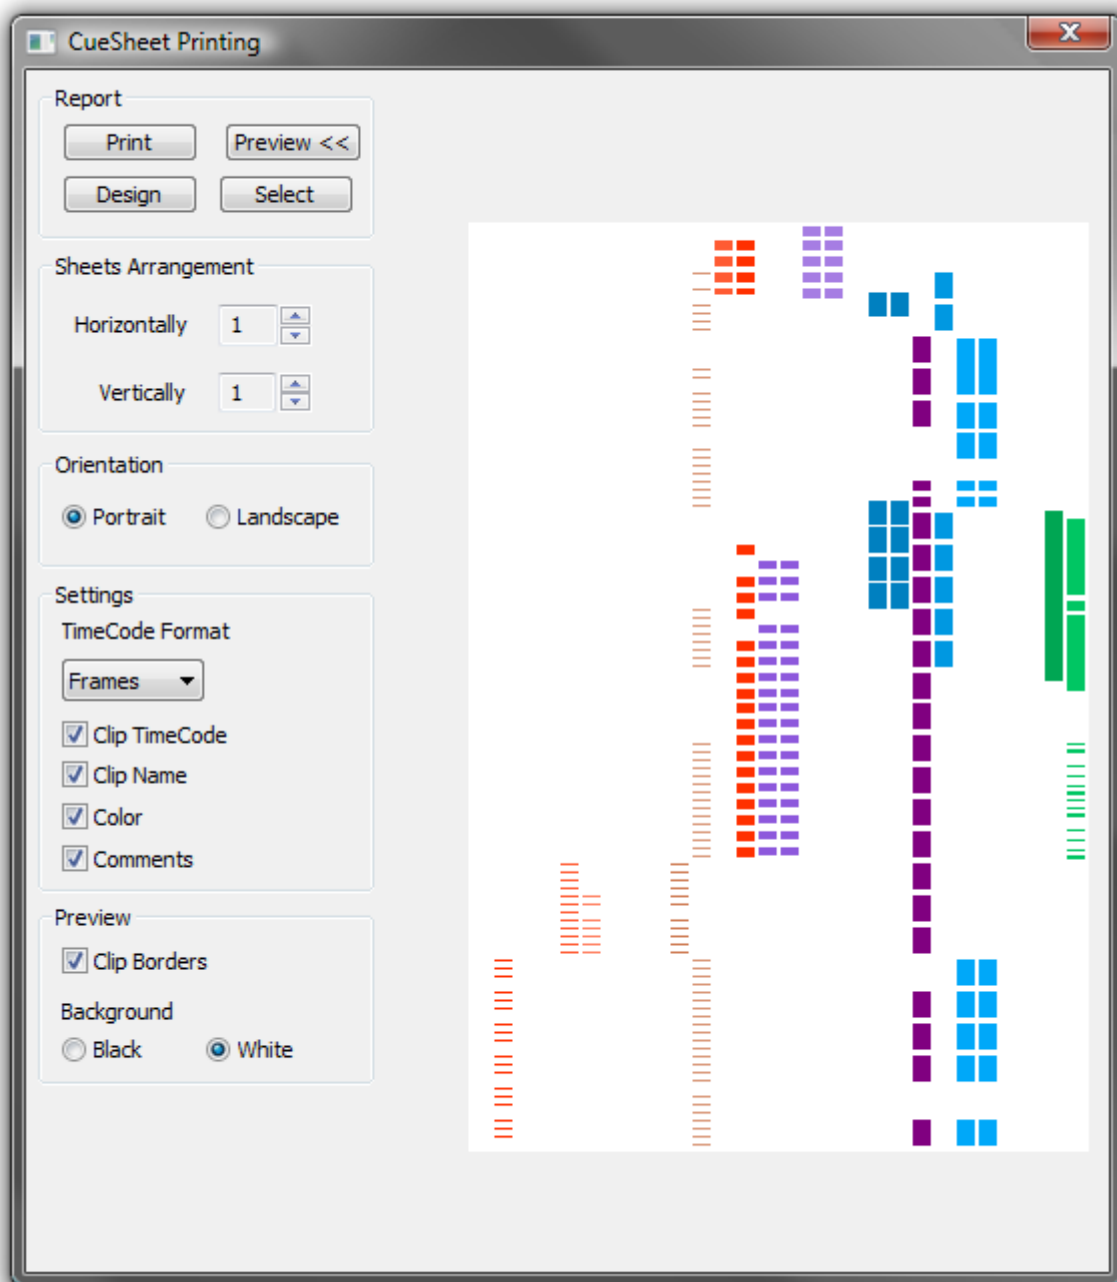 CueSheet Printing
Report
Print Preview <<
Design Select
Sheets Arrangement
Horizontally 1
Vertically 1
Orientation
Portrait Landscape
Settings
TimeCode Format
Frames
Clip TimeCode
Clip Name
Color
Comments
Preview
Clip Borders
Background
Black White